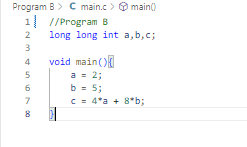 Program B > C main.c > main()
1 //Program B
2 long long int a,b,c;
3
4 void main(){
5 a = 2;
6 b = 5;
7 c = 4*a + 8*b;
8 }